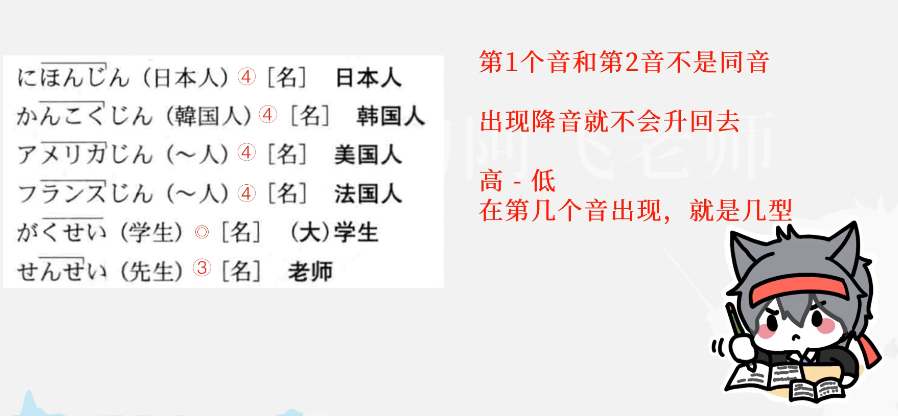 にほんじん（日本人）④［名］ 日本人
かんこくじん（韓国人）④［名］ 韩国人
アメリカじん（～人）④［名］ 美国人
フランスじん（～人）④［名］ 法国人
がくせい（学生）◎［名］ （大）学生
せんせい（先生）③［名］ 老师
第1个音和第2音不是同音
出现降音就不会升回去
高 - 低
在第几个音出现，就是几型
阿飞老师